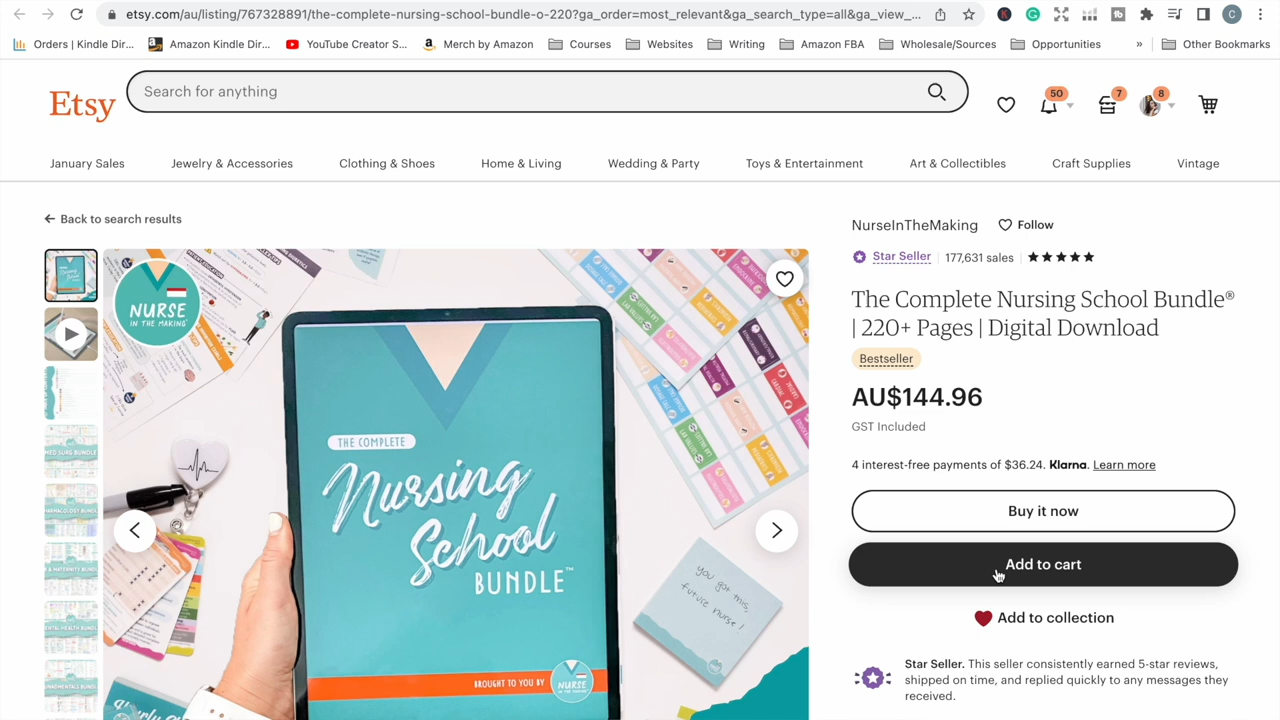 etsy.com/au/listing/767328891/the-complete-nursing-school-bundle-o-220?ga_order=most_relevant&ga_search_type=all&ga_view_...
Orders | Kindle Dir...
Amazon Kindle Dir...
YouTube Creator S...
Merch by Amazon
Courses
Websites
Writing
Amazon FBA
Wholesale/Sources
Opportunities
»
Other Bookmarks
Etsy
Search for anything
50
7
8
January Sales
Jewelry & Accessories
Clothing & Shoes
Home & Living
Wedding & Party
Toys & Entertainment
Art & Collectibles
Craft Supplies
Vintage
Back to search results
NURSE
IN THE MAKING
THE COMPLETE
Nursing
School
BUNDLE™
BROUGHT TO YOU BY
NURSE
IN THE MAKING
you got this,
future nurse!
MED SURG BUNDLE
NurseInTheMaking
Follow
Star Seller
177,631 sales
The Complete Nursing School Bundle®
| 220+ Pages | Digital Download
Bestseller
AU$144.96
GST Included
4 interest-free payments of $36.24. Klarna. Learn more
Buy it now
Add to cart
Add to collection
Star Seller. This seller consistently earned 5-star reviews,
shipped on time, and replied quickly to any messages they
received.